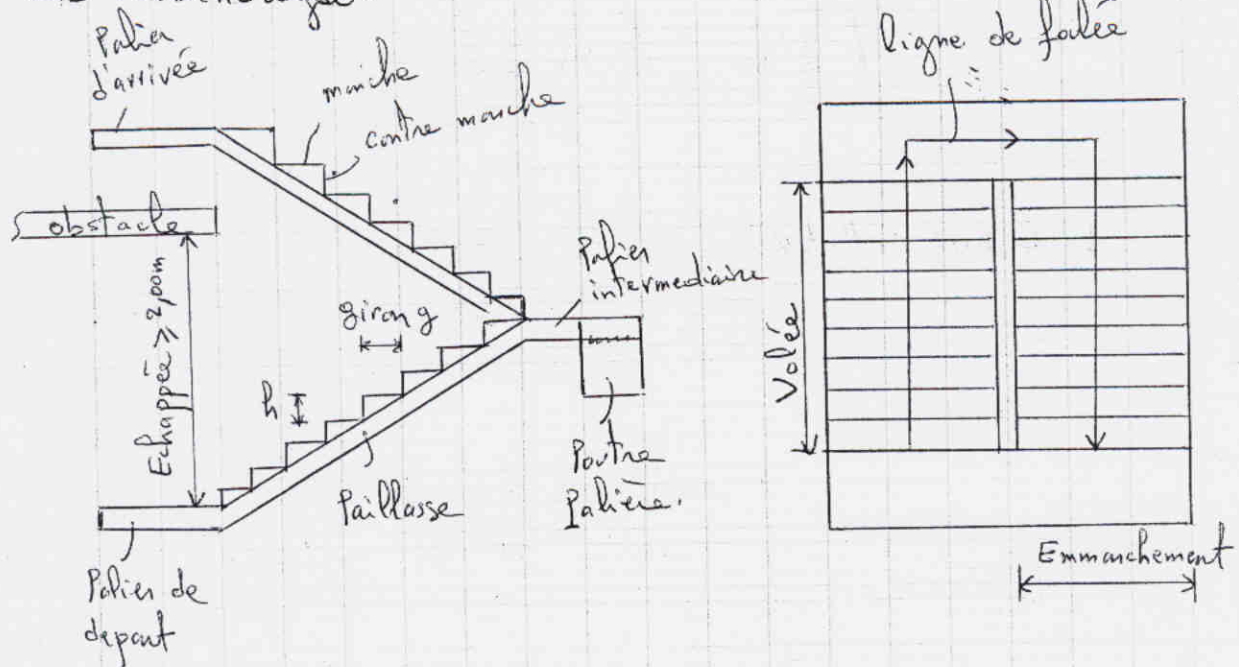 Palier
d'arrivée
marche
contre marche
obstacle
Echappée ≥ 2,00m
giron g
h
Paillasse
Palier
intermediaire
Poutre
Palière.
Palier de
depart
ligne de foulée
Volée
Emmarchement